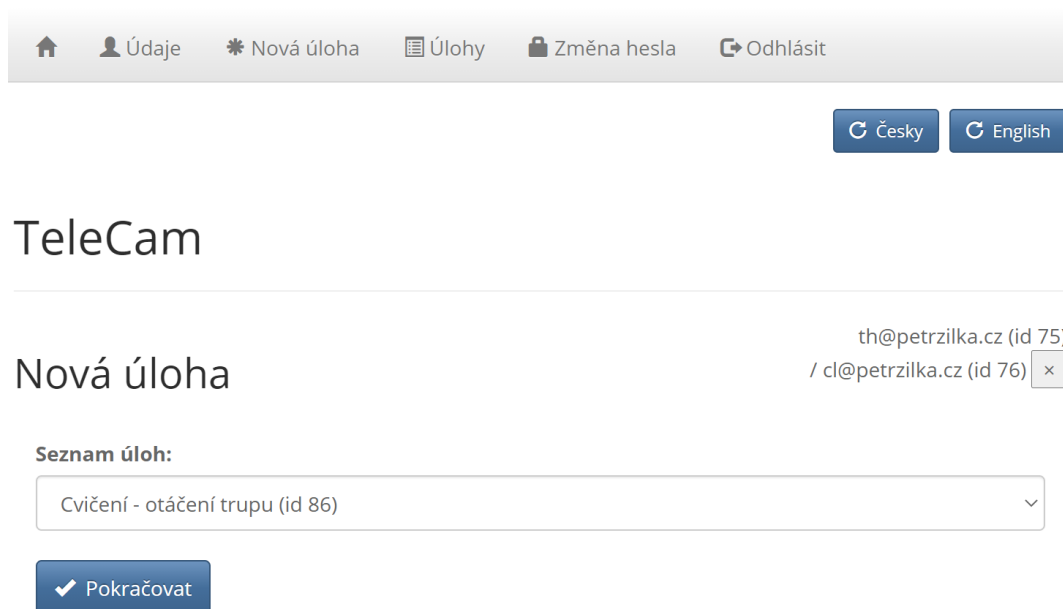 Údaje Nová úloha Úlohy Změna hesla Odhlásit
Česky English
TeleCam
th@petrzilka.cz (id 75)
/ cl@petrzilka.cz (id 76) ×
Nová úloha
Seznam úloh:
Cvičení - otáčení trupu (id 86)
Pokračovat